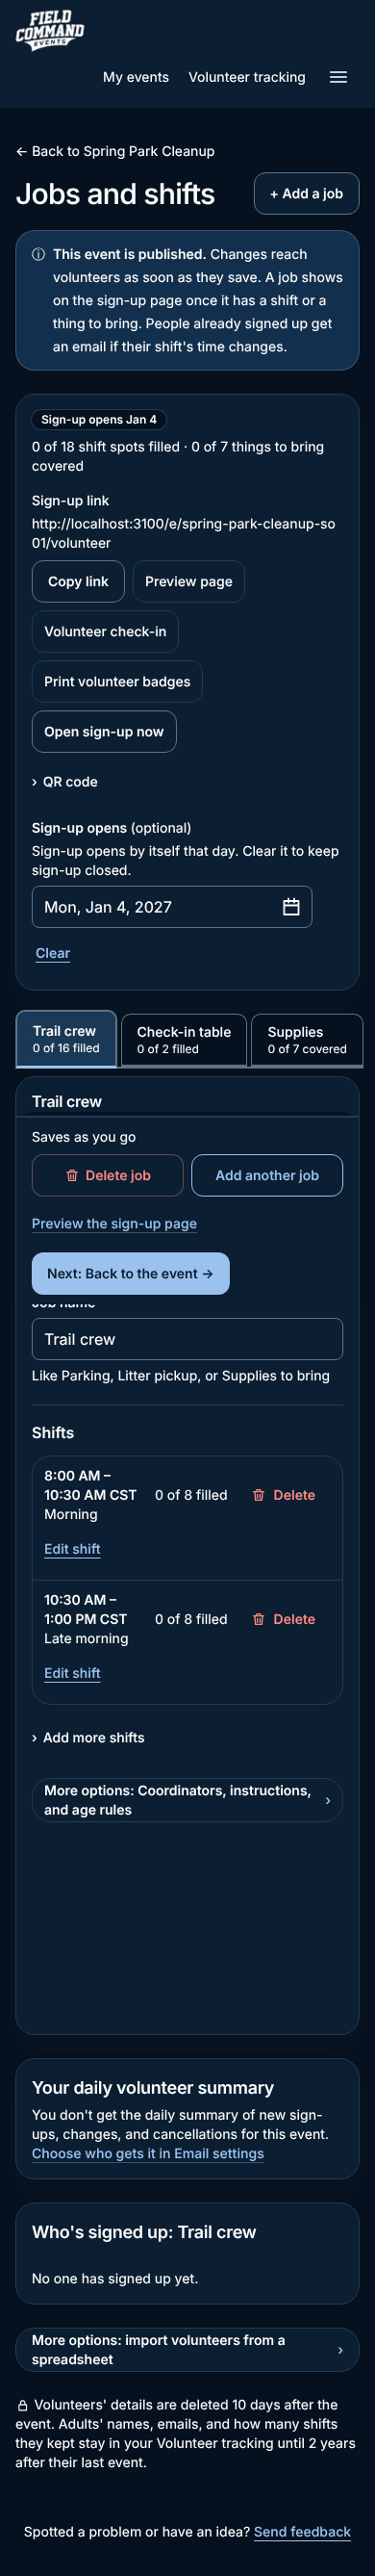 FIELD
COMMAND
EVENTS
My events
Volunteer tracking
← Back to Spring Park Cleanup
Jobs and shifts
+ Add a job
ⓘ This event is published. Changes reach
volunteers as soon as they save. A job shows
on the sign-up page once it has a shift or a
thing to bring. People already signed up get
an email if their shift's time changes.
Sign-up opens Jan 4
0 of 18 shift spots filled · 0 of 7 things to bring
covered
Sign-up link
http://localhost:3100/e/spring-park-cleanup-so
01/volunteer
Copy link
Preview page
Volunteer check-in
Print volunteer badges
Open sign-up now
› QR code
Sign-up opens (optional)
Sign-up opens by itself that day. Clear it to keep
sign-up closed.
Mon, Jan 4, 2027
Clear
Trail crew
0 of 16 filled
Check-in table
0 of 2 filled
Supplies
0 of 7 covered
Trail crew
Saves as you go
Delete job
Add another job
Preview the sign-up page
Next: Back to the event →
Job name
Trail crew
Like Parking, Litter pickup, or Supplies to bring
Shifts
8:00 AM –
10:30 AM CST
Morning
0 of 8 filled
Delete
Edit shift
10:30 AM –
1:00 PM CST
Late morning
0 of 8 filled
Delete
Edit shift
› Add more shifts
More options: Coordinators, instructions,
and age rules ›
Your daily volunteer summary
You don't get the daily summary of new sign-
ups, changes, and cancellations for this event.
Choose who gets it in Email settings
Who's signed up: Trail crew
No one has signed up yet.
More options: import volunteers from a
spreadsheet ›
Volunteers' details are deleted 10 days after the
event. Adults' names, emails, and how many shifts
they kept stay in your Volunteer tracking until 2 years
after their last event.
Spotted a problem or have an idea? Send feedback